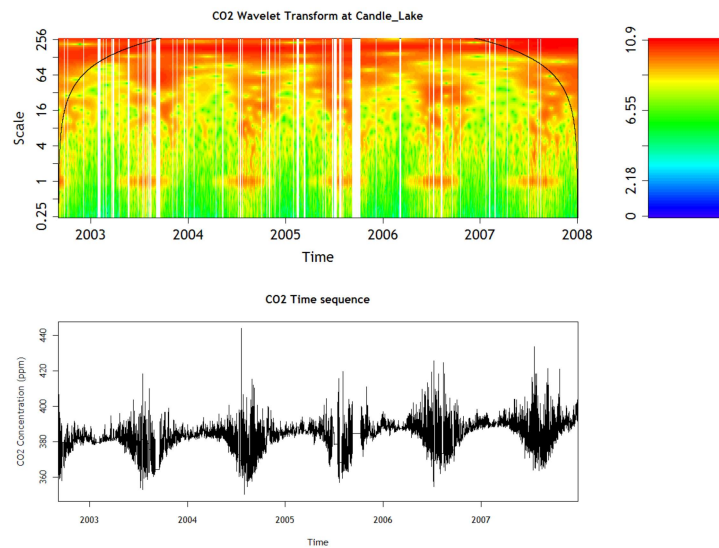 CO2 Wavelet Transform at Candle_Lake
256
64
16
4
1
0.25
Scale
2003 2004 2005 2006 2007 2008
Time
10.9
6.555
2.18
0
CO2 Time sequence
440
420
400
380
360
CO2 Concentration (ppm)
2003 2004 2005 2006 2007
Time